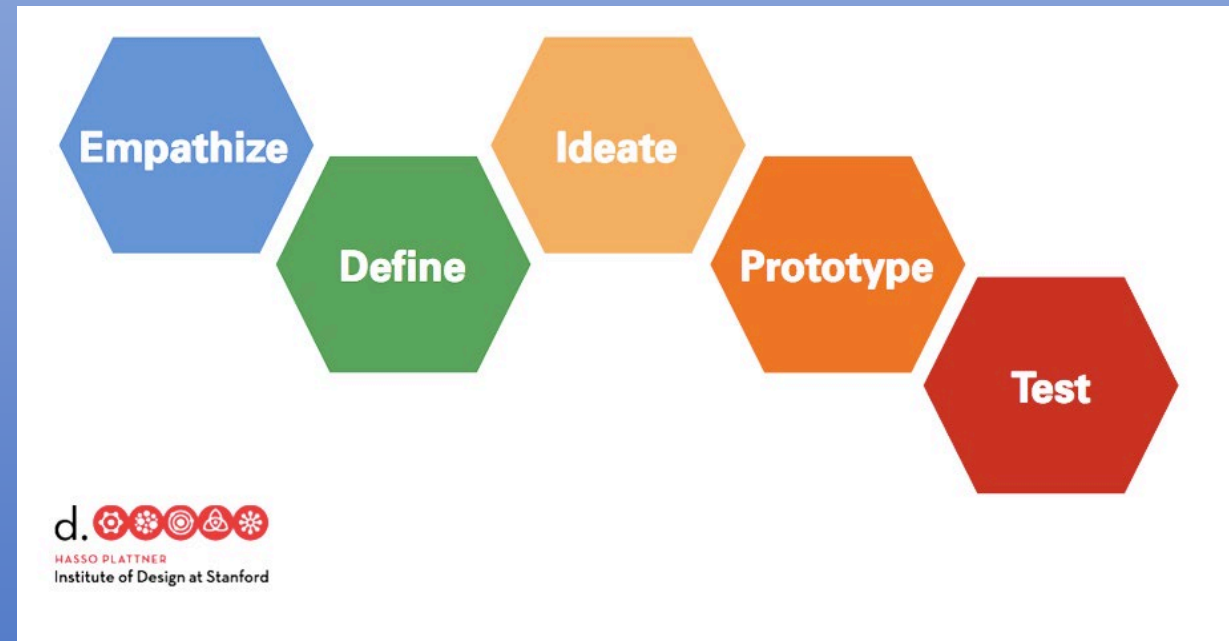 Empathize
Define
Ideate
Prototype
Test
d.
HASSO PLATTNER
Institute of Design at Stanford